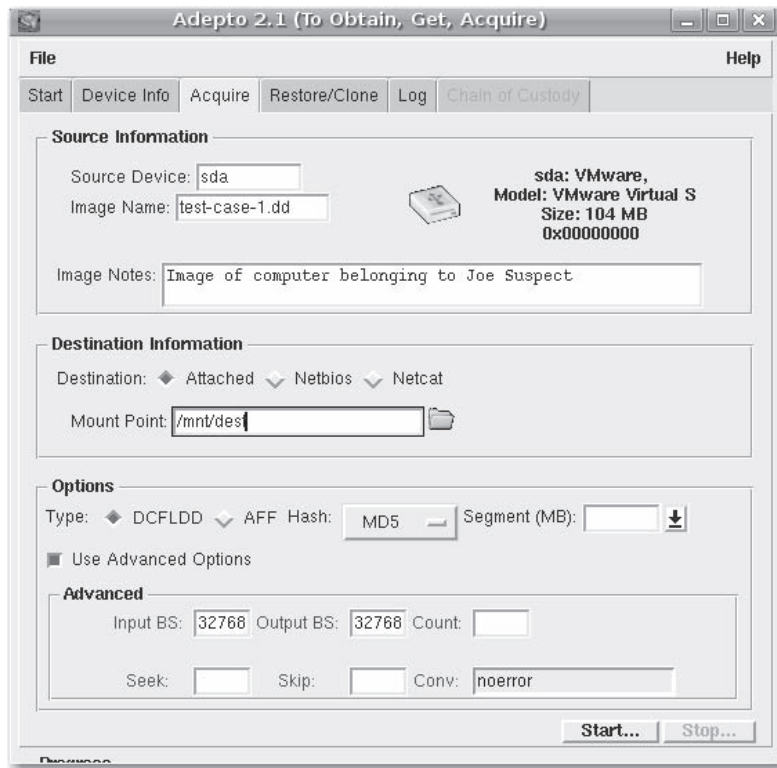 Adepto 2.1 (To Obtain, Get, Acquire)
File Help
Start Device Info Acquire Restore/Clone Log Chain of Custody
Source Information
Source Device: sda
Image Name: test-case-1.dd
sda: VMware,
Model: VMware Virtual S
Size: 104 MB
0x00000000
Image Notes: Image of computer belonging to Joe Suspect
Destination Information
Destination: Attached Netbios Netcat
Mount Point: /mnt/dest
Options
Type: DCFLDD AFF Hash: MD5 Segment (MB):
Use Advanced Options
Advanced
Input BS: 32768 Output BS: 32768 Count:
Seek: Skip: Conv: noerror
Start... Stop...